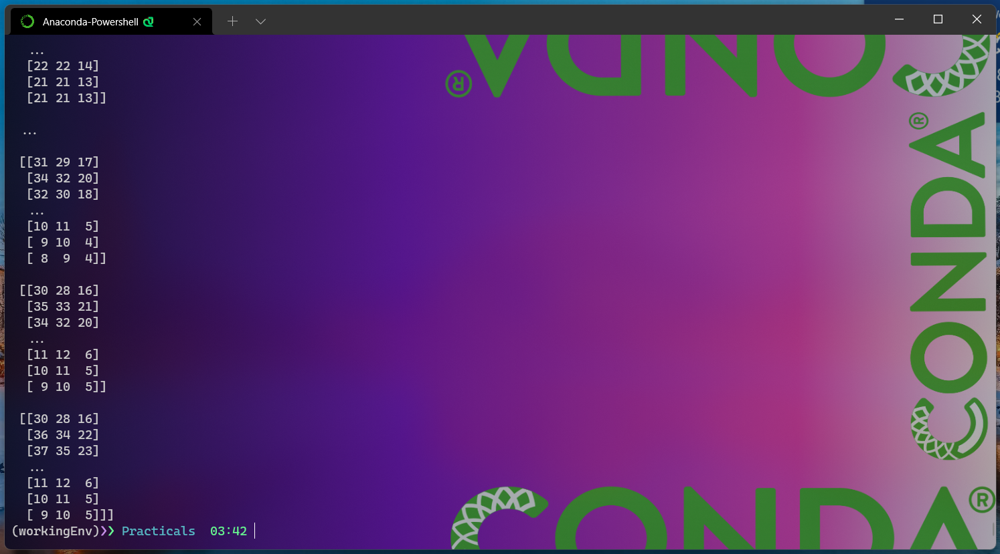 Anaconda-Powershell
...
[22 22 14]
[21 21 13]
[21 21 13]]
...
[[31 29 17]
[34 32 20]
[32 30 18]
...
[10 11  5]
[ 9 10  4]
[ 8  9  4]]
[[30 28 16]
[35 33 21]
[34 32 20]
...
[11 12  6]
[10 11  5]
[ 9 10  5]]
[[30 28 16]
[36 34 22]
[37 35 23]
...
[11 12  6]
[10 11  5]
[ 9 10  5]]]
(workingEnv)❯❯ Practicals  03:42
CONDA®
CONDA®
CONDA®